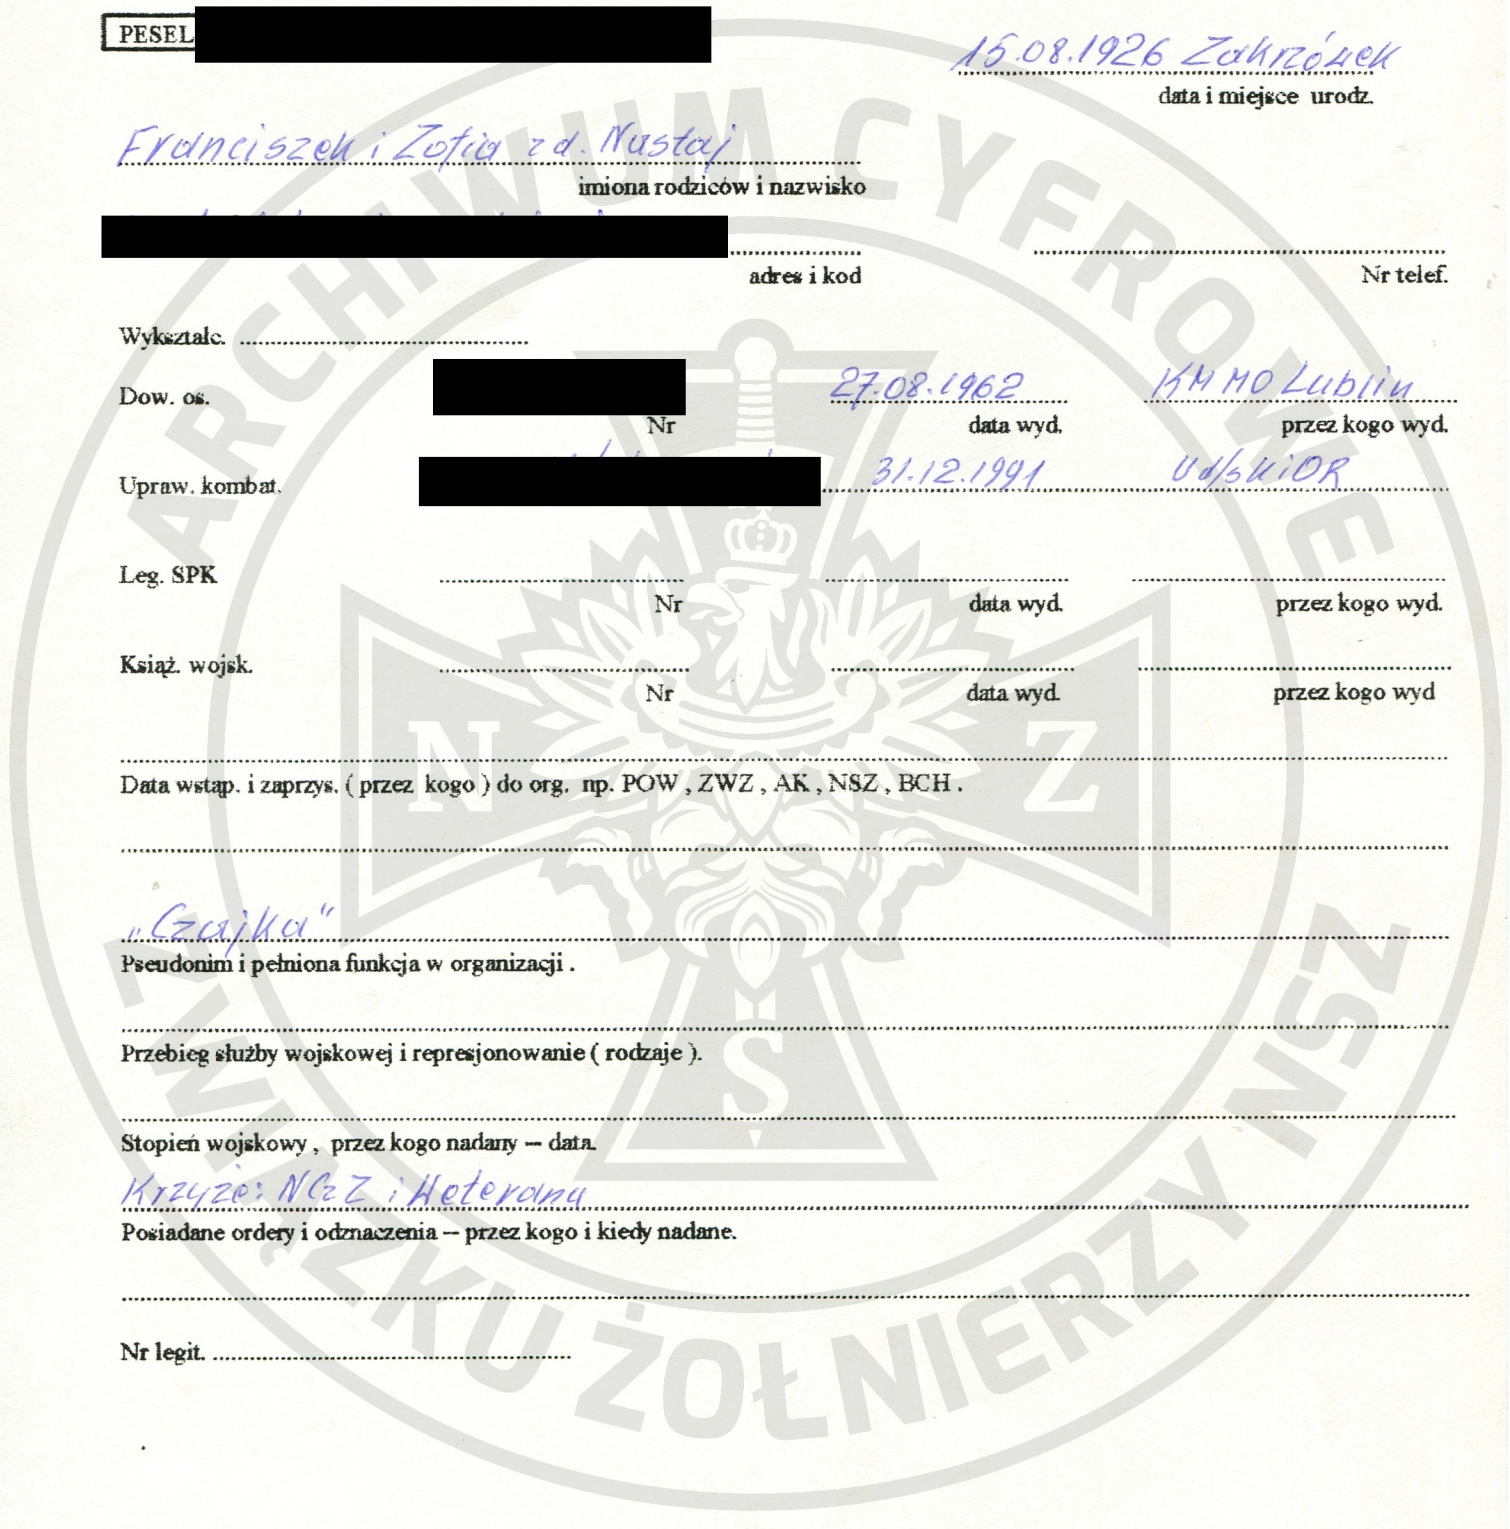 PESEL
15.08.1926 Zakrzówek
data i miejsce urodz.
Franciszek i Zofia z d. Nastaj
imiona rodziców i nazwisko
adres i kod
Nr telef.
Wykształc.
Dow. os. 27.08.1962 KM MO Lublin
Nr data wyd. przez kogo wyd.
Upraw. kombat. 31.12.1991 UdsKiOR
Leg. SPK
Nr data wyd. przez kogo wyd.
Książ. wojsk.
Nr data wyd. przez kogo wyd
Data wstąp. i zaprzys. ( przez kogo ) do org. np. POW , ZWZ , AK , NSZ , BCH .
„Czajka"
Pseudonim i pełniona funkcja w organizacji .
Przebieg służby wojskowej i represjonowanie ( rodzaje ).
Stopień wojskowy , przez kogo nadany -- data.
Krzyże: NCzZ i Weterana
Posiadane ordery i odznaczenia -- przez kogo i kiedy nadane.
Nr legit.
ARCHIWUM CYFROWE
ZWIĄZKU ŻOŁNIERZY NSZ
N Z
S